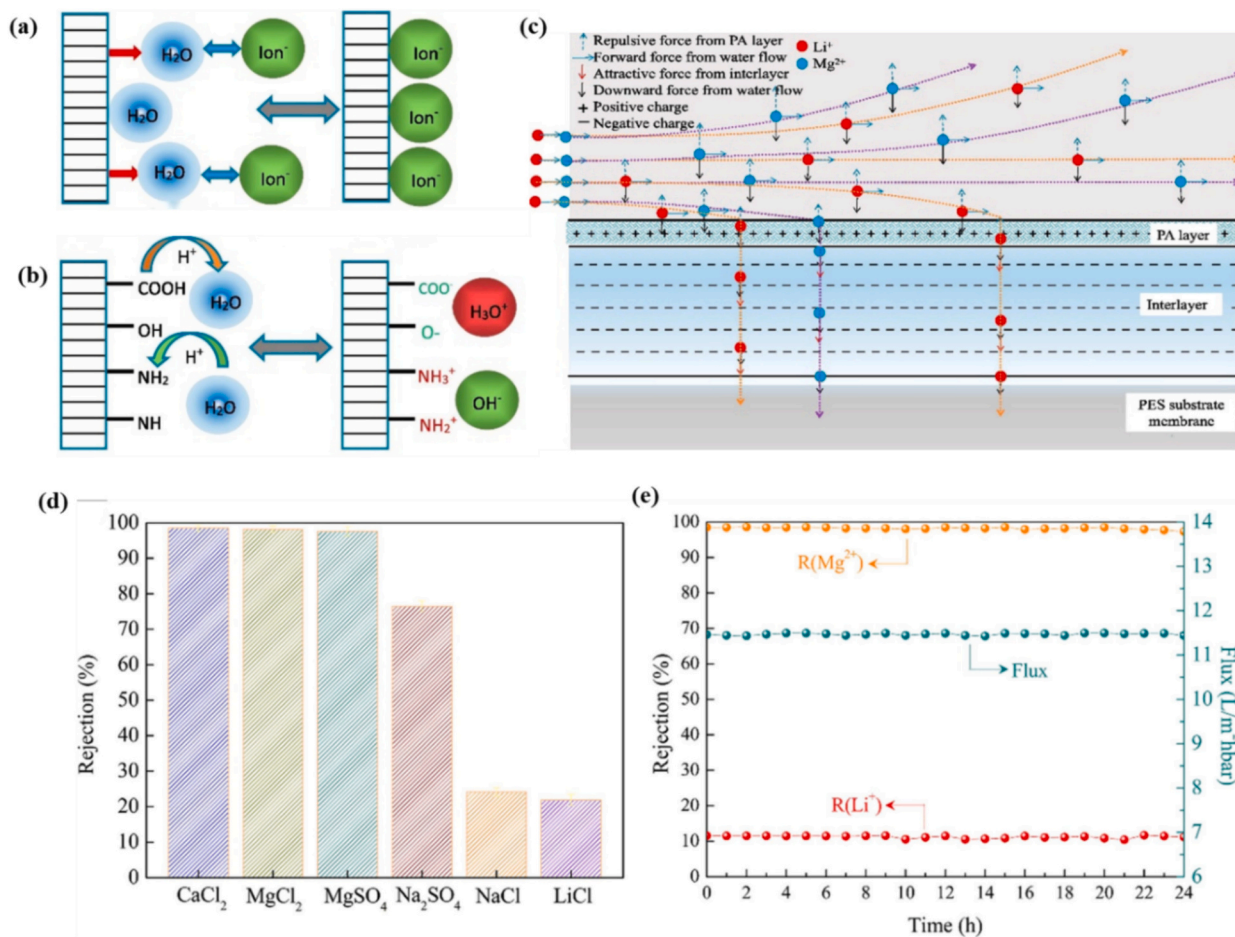 (a)
H₂O
Ion⁻
Ion⁻
H₂O
Ion⁻
H₂O
Ion⁻
Ion⁻
(b)
H⁺
COOH
H₂O
OH
H⁺
NH₂
H₂O
NH
COO⁻
H₃O⁺
O-
NH₃⁺
OH⁻
NH₂⁺
(c)
Repulsive force from PA layer
Forward force from water flow
Attractive force from interlayer
Downward force from water flow
+ Positive charge
− Negative charge
Li⁺
Mg²⁺
PA layer
Interlayer
PES substrate
membrane
(d)
Rejection (%)
100
90
80
70
60
50
40
30
20
10
0
CaCl₂ MgCl₂ MgSO₄ Na₂SO₄ NaCl LiCl
(e)
Rejection (%)
100
90
80
70
60
50
40
30
20
10
0
R(Mg²⁺)
Flux
R(Li⁺)
14
13
12
11
10
9
8
7
6
Flux (L/m²hbar)
0 2 4 6 8 10 12 14 16 18 20 22 24
Time (h)